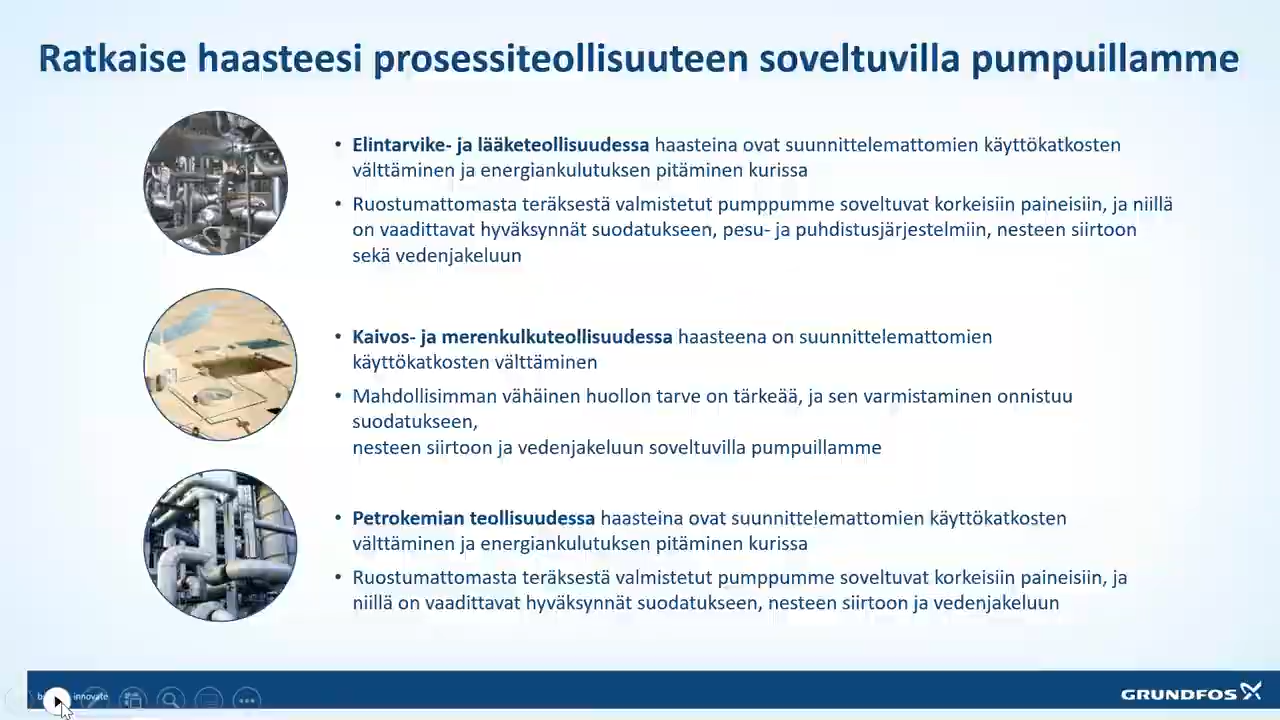 Ratkaise haasteesi prosessiteollisuuteen soveltuvilla pumpuillamme
• Elintarvike- ja lääketeollisuudessa haasteina ovat suunnittelemattomien käyttökatkosten
välttäminen ja energiankulutuksen pitäminen kurissa
• Ruostumattomasta teräksestä valmistetut pumppumme soveltuvat korkeisiin paineisiin, ja niillä
on vaadittavat hyväksynnät suodatukseen, pesu- ja puhdistusjärjestelmiin, nesteen siirtoon
sekä vedenjakeluun
• Kaivos- ja merenkulkuteollisuudessa haasteena on suunnittelemattomien
käyttökatkosten välttäminen
• Mahdollisimman vähäinen huollon tarve on tärkeää, ja sen varmistaminen onnistuu
suodatukseen,
nesteen siirtoon ja vedenjakeluun soveltuvilla pumpuillamme
• Petrokemian teollisuudessa haasteina ovat suunnittelemattomien käyttökatkosten
välttäminen ja energiankulutuksen pitäminen kurissa
• Ruostumattomasta teräksestä valmistetut pumppumme soveltuvat korkeisiin paineisiin, ja
niillä on vaadittavat hyväksynnät suodatukseen, nesteen siirtoon ja vedenjakeluun
innovate
GRUNDFOS